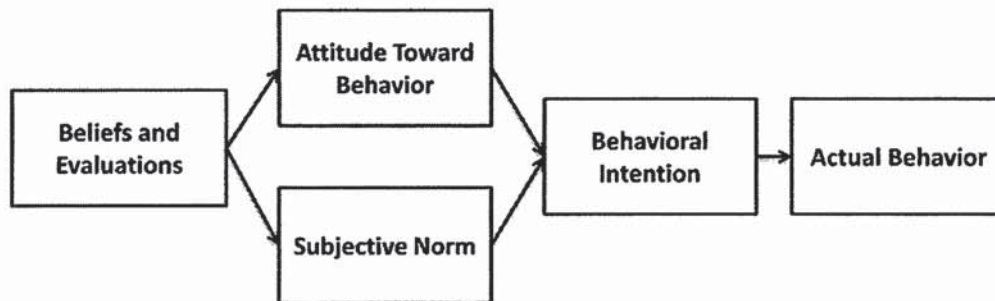 Beliefs and
Evaluations
Attitude Toward
Behavior
Subjective Norm
Behavioral
Intention
Actual Behavior